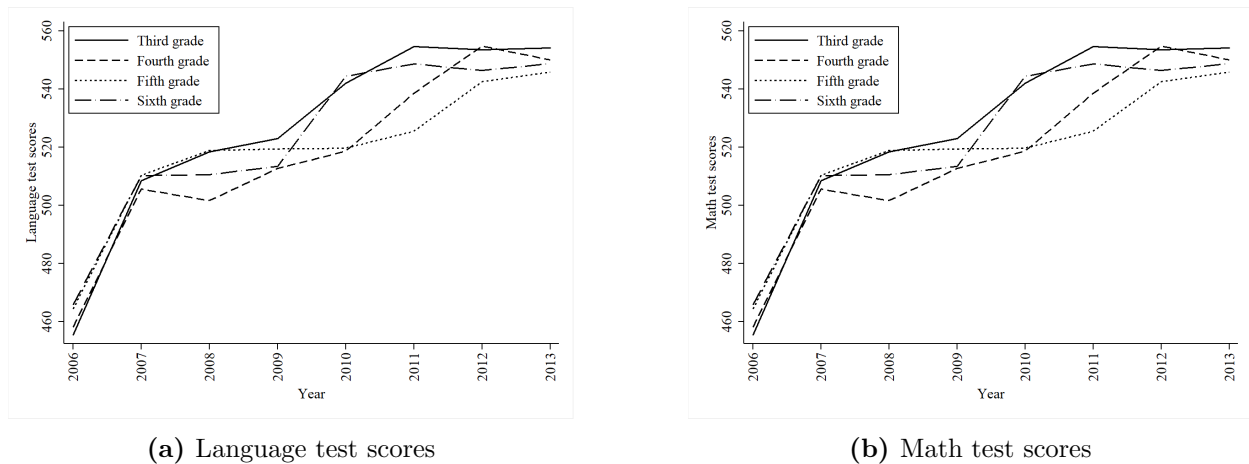 Third grade
Fourth grade
Fifth grade
Sixth grade
Language test scores
560
540
520
500
480
460
2006
2007
2008
2009
2010
2011
2012
2013
Year
(a) Language test scores
Third grade
Fourth grade
Fifth grade
Sixth grade
Math test scores
560
540
520
500
480
460
2006
2007
2008
2009
2010
2011
2012
2013
Year
(b) Math test scores